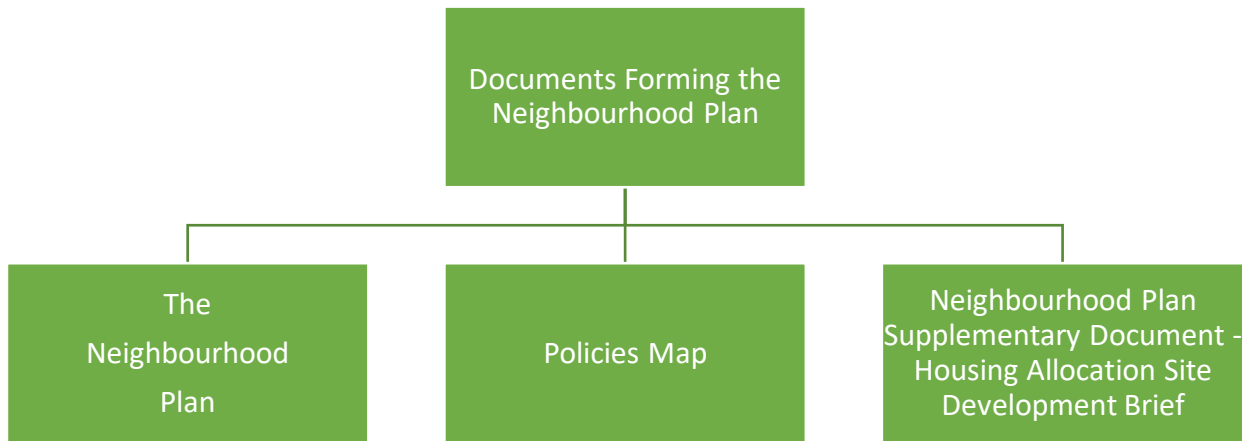 Documents Forming the
Neighbourhood Plan
The
Neighbourhood
Plan
Policies Map
Neighbourhood Plan
Supplementary Document -
Housing Allocation Site
Development Brief